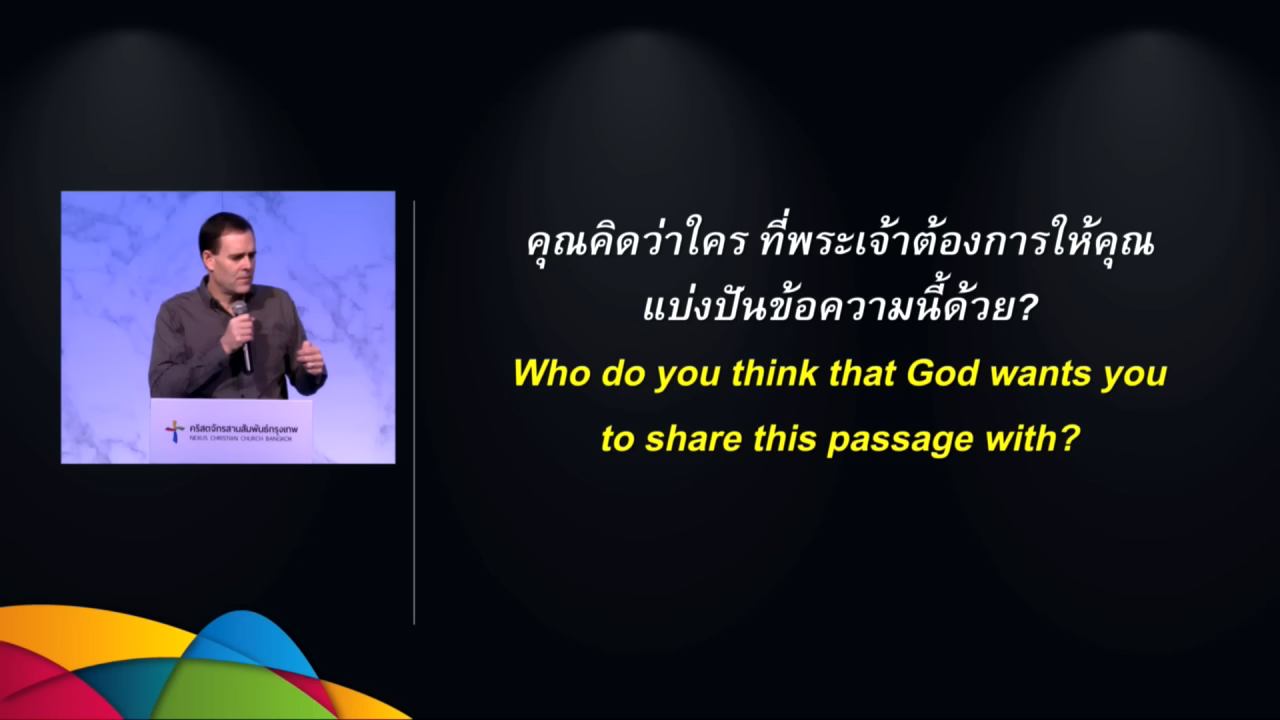 คุณคิดว่าใคร ที่พระเจ้าต้องการให้คุณ
แบ่งปันข้อความนี้ด้วย?
Who do you think that God wants you
to share this passage with?
คริสตจักรสานสัมพันธ์กรุงเทพ
NEXUS CHRISTIAN CHURCH BANGKOK